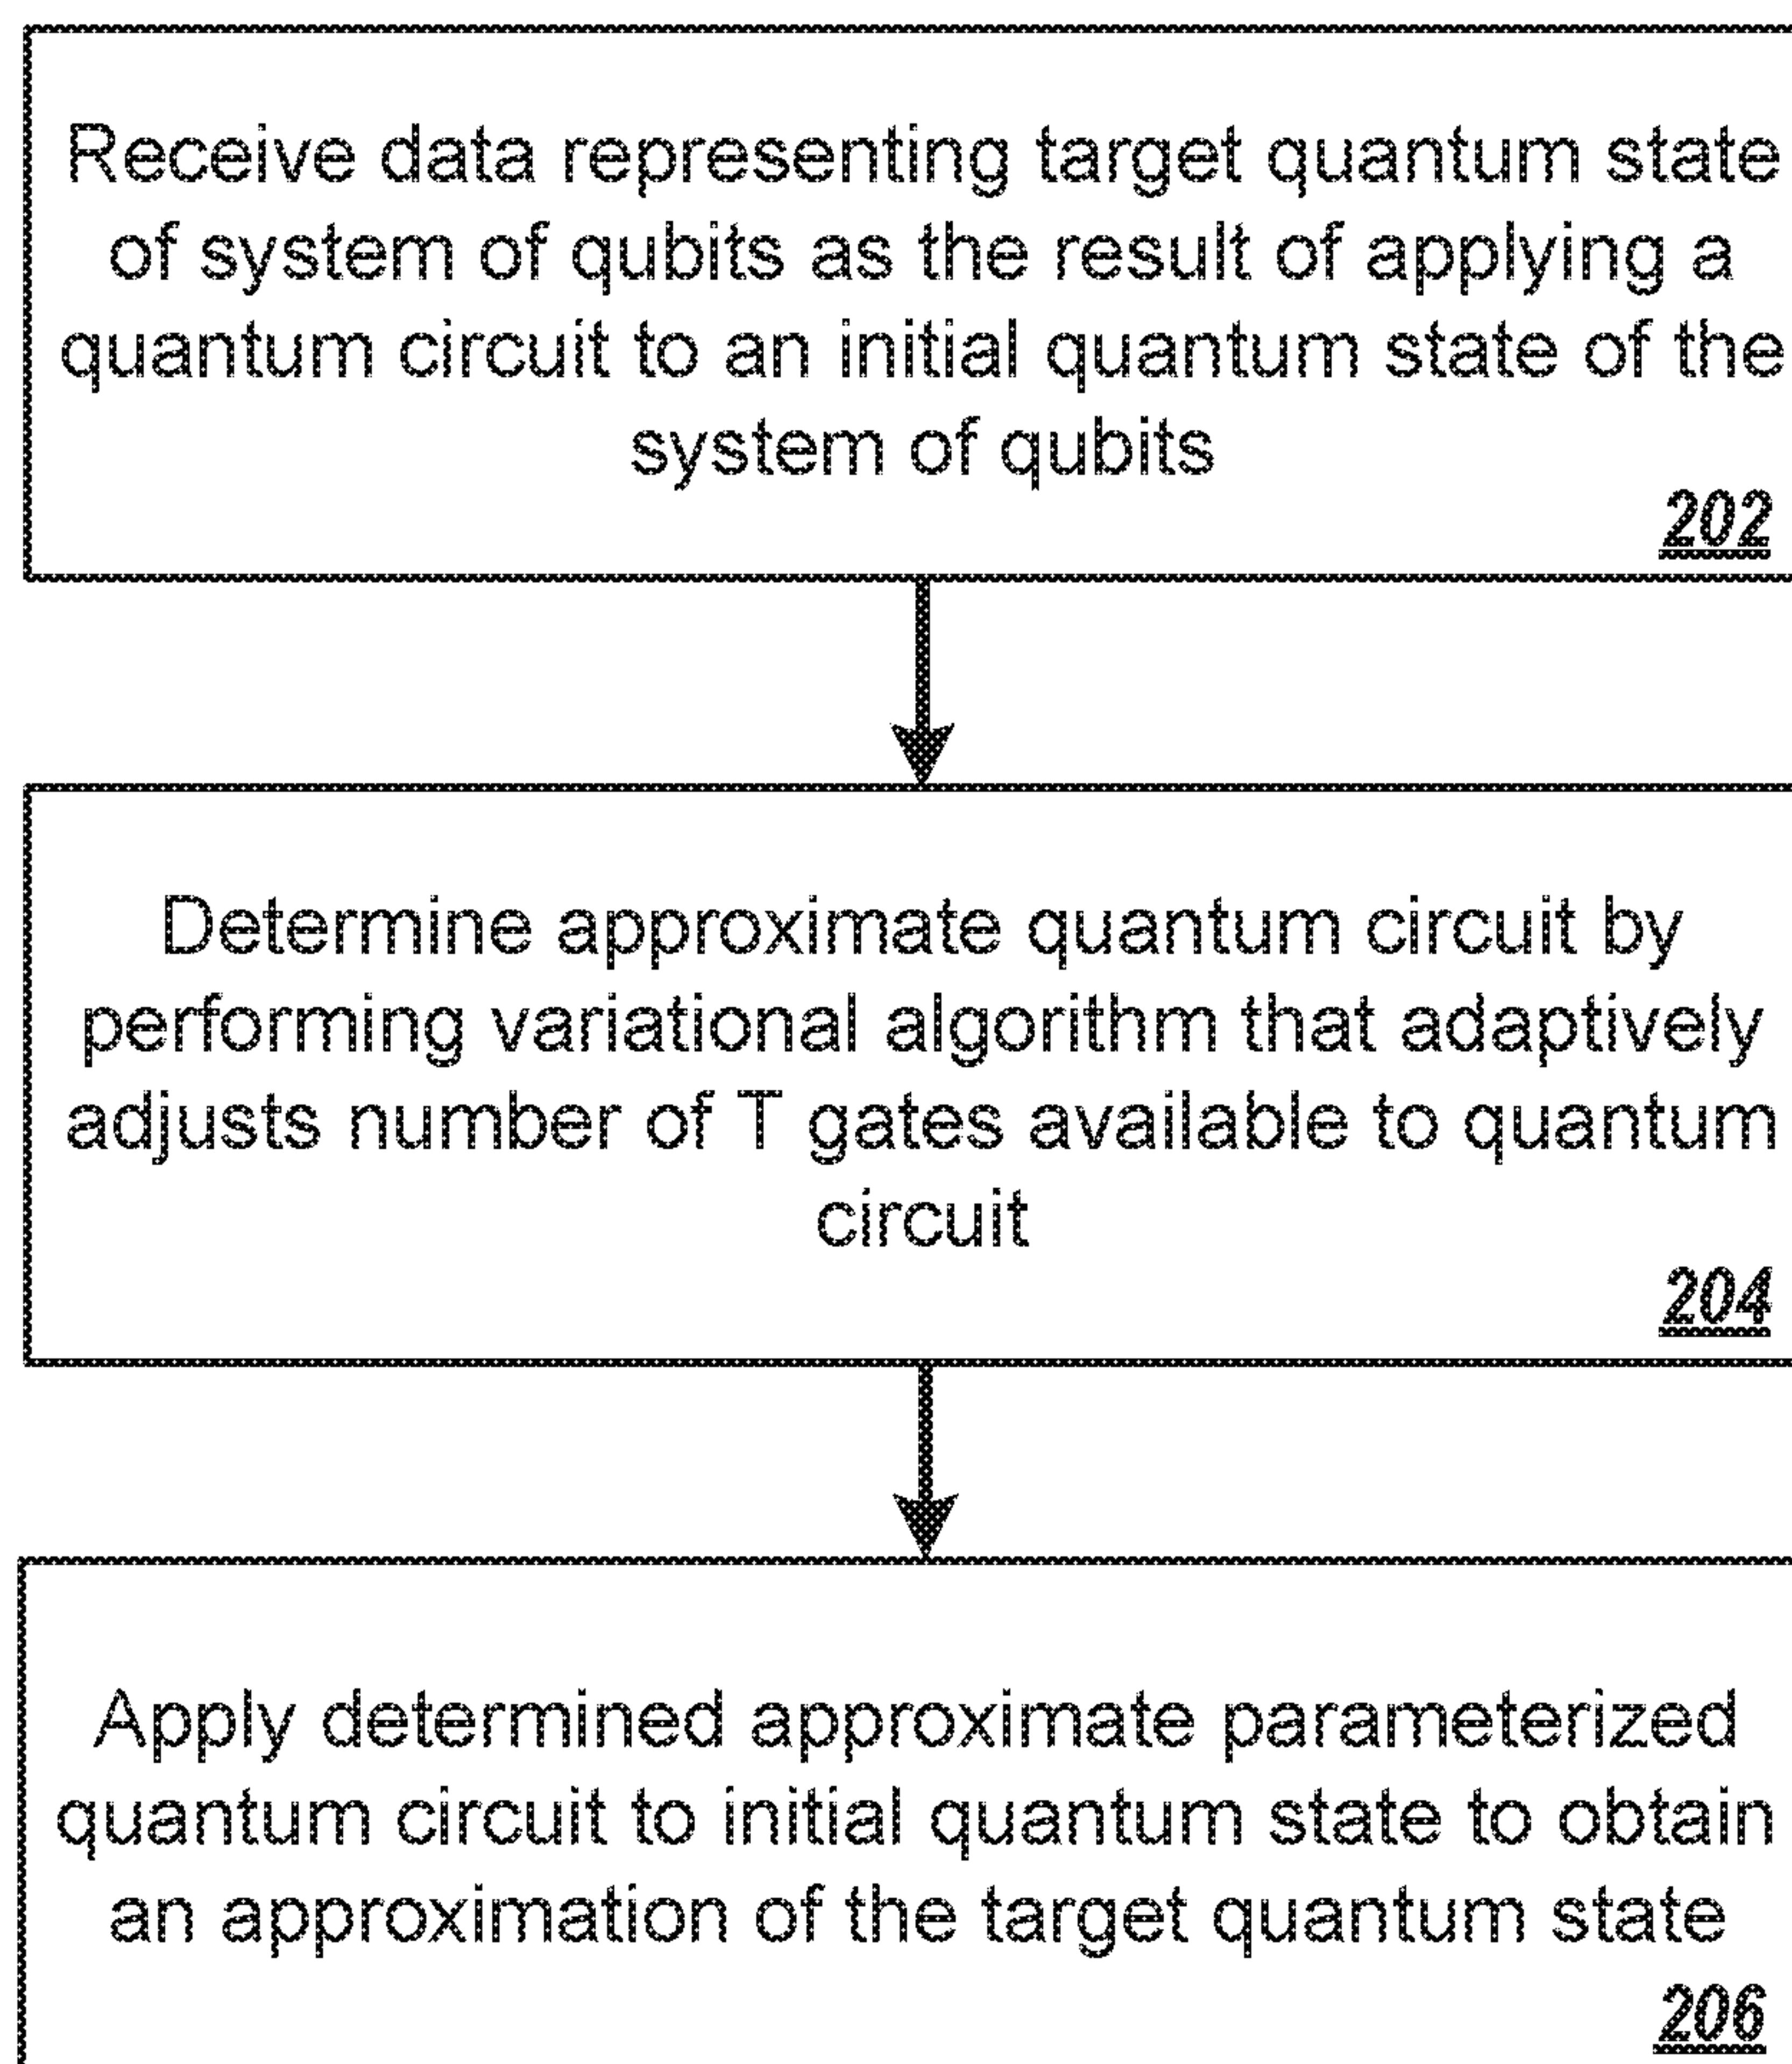 Receive data representing target quantum state
of system of qubits as the result of applying a
quantum circuit to an initial quantum state of the
system of qubits
202
Determine approximate quantum circuit by
performing variational algorithm that adaptively
adjusts number of T gates available to quantum
circuit
204
Apply determined approximate parameterized
quantum circuit to initial quantum state to obtain
an approximation of the target quantum state
206